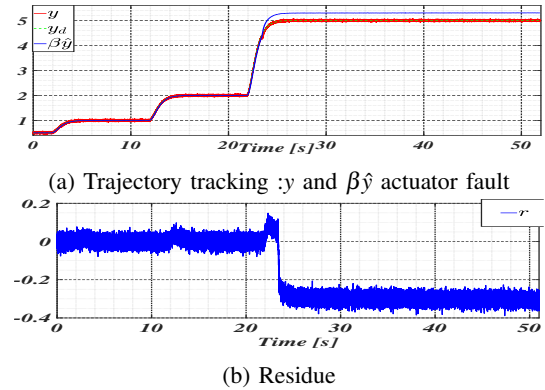 5
4
3
2
1
y
y_d
βŷ
0 10 20 30 40 50
Time [s]
(a) Trajectory tracking :y and βŷ actuator fault
0.2
0
-0.2
-0.4
r
0 10 20 30 40 50
Time [s]
(b) Residue